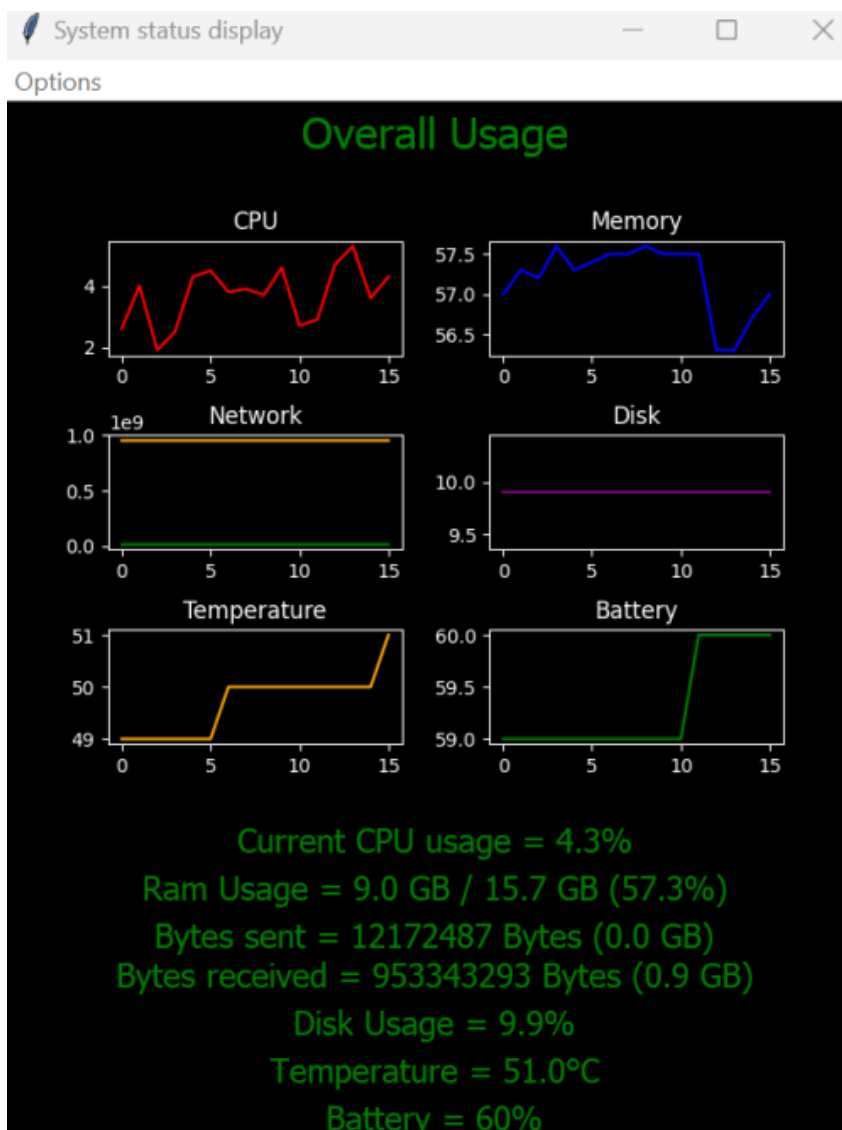 System status display
Options
Overall Usage
CPU
4
2
0 5 10 15
Memory
57.5
57.0
56.5
0 5 10 15
Network
1e9
1.0
0.5
0.0
0 5 10 15
Disk
10.0
9.5
0 5 10 15
Temperature
51
50
49
0 5 10 15
Battery
60.0
59.5
59.0
0 5 10 15
Current CPU usage = 4.3%
Ram Usage = 9.0 GB / 15.7 GB (57.3%)
Bytes sent = 12172487 Bytes (0.0 GB)
Bytes received = 953343293 Bytes (0.9 GB)
Disk Usage = 9.9%
Temperature = 51.0°C
Battery = 60%